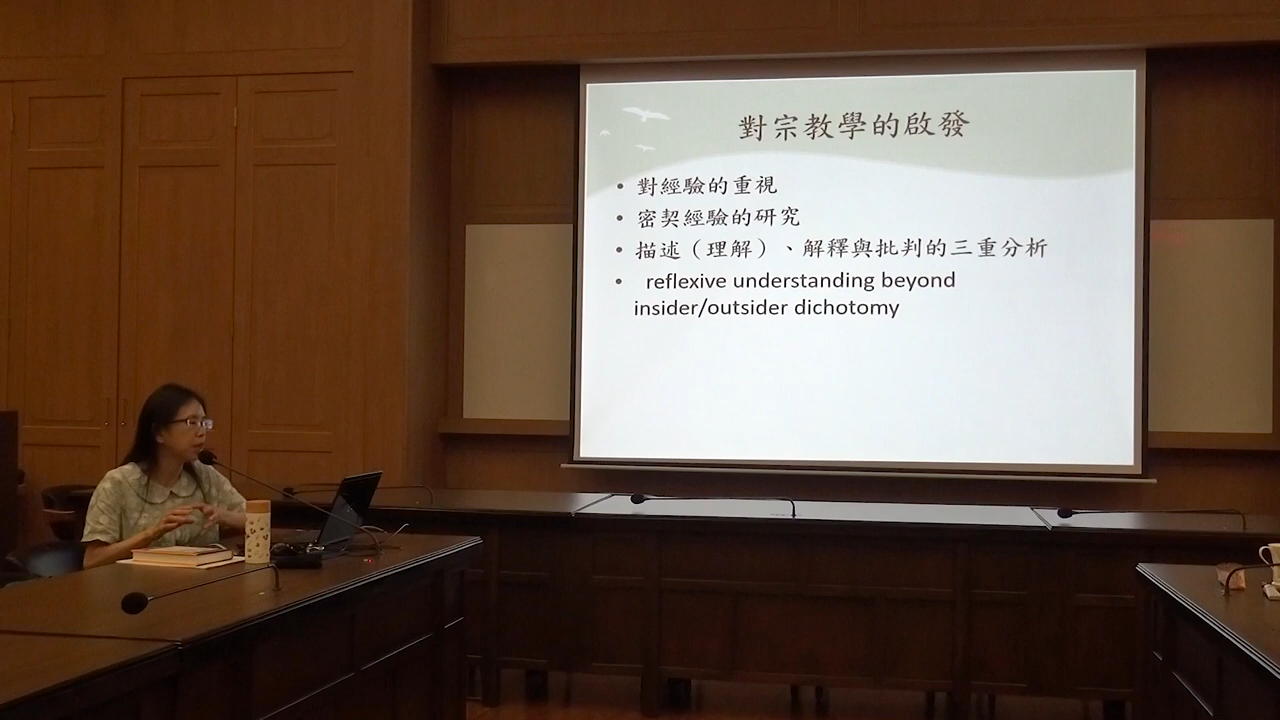 對宗教學的啟發
• 對經驗的重視
• 密契經驗的研究
• 描述（理解）、解釋與批判的三重分析
• reflexive understanding beyond
insider/outsider dichotomy